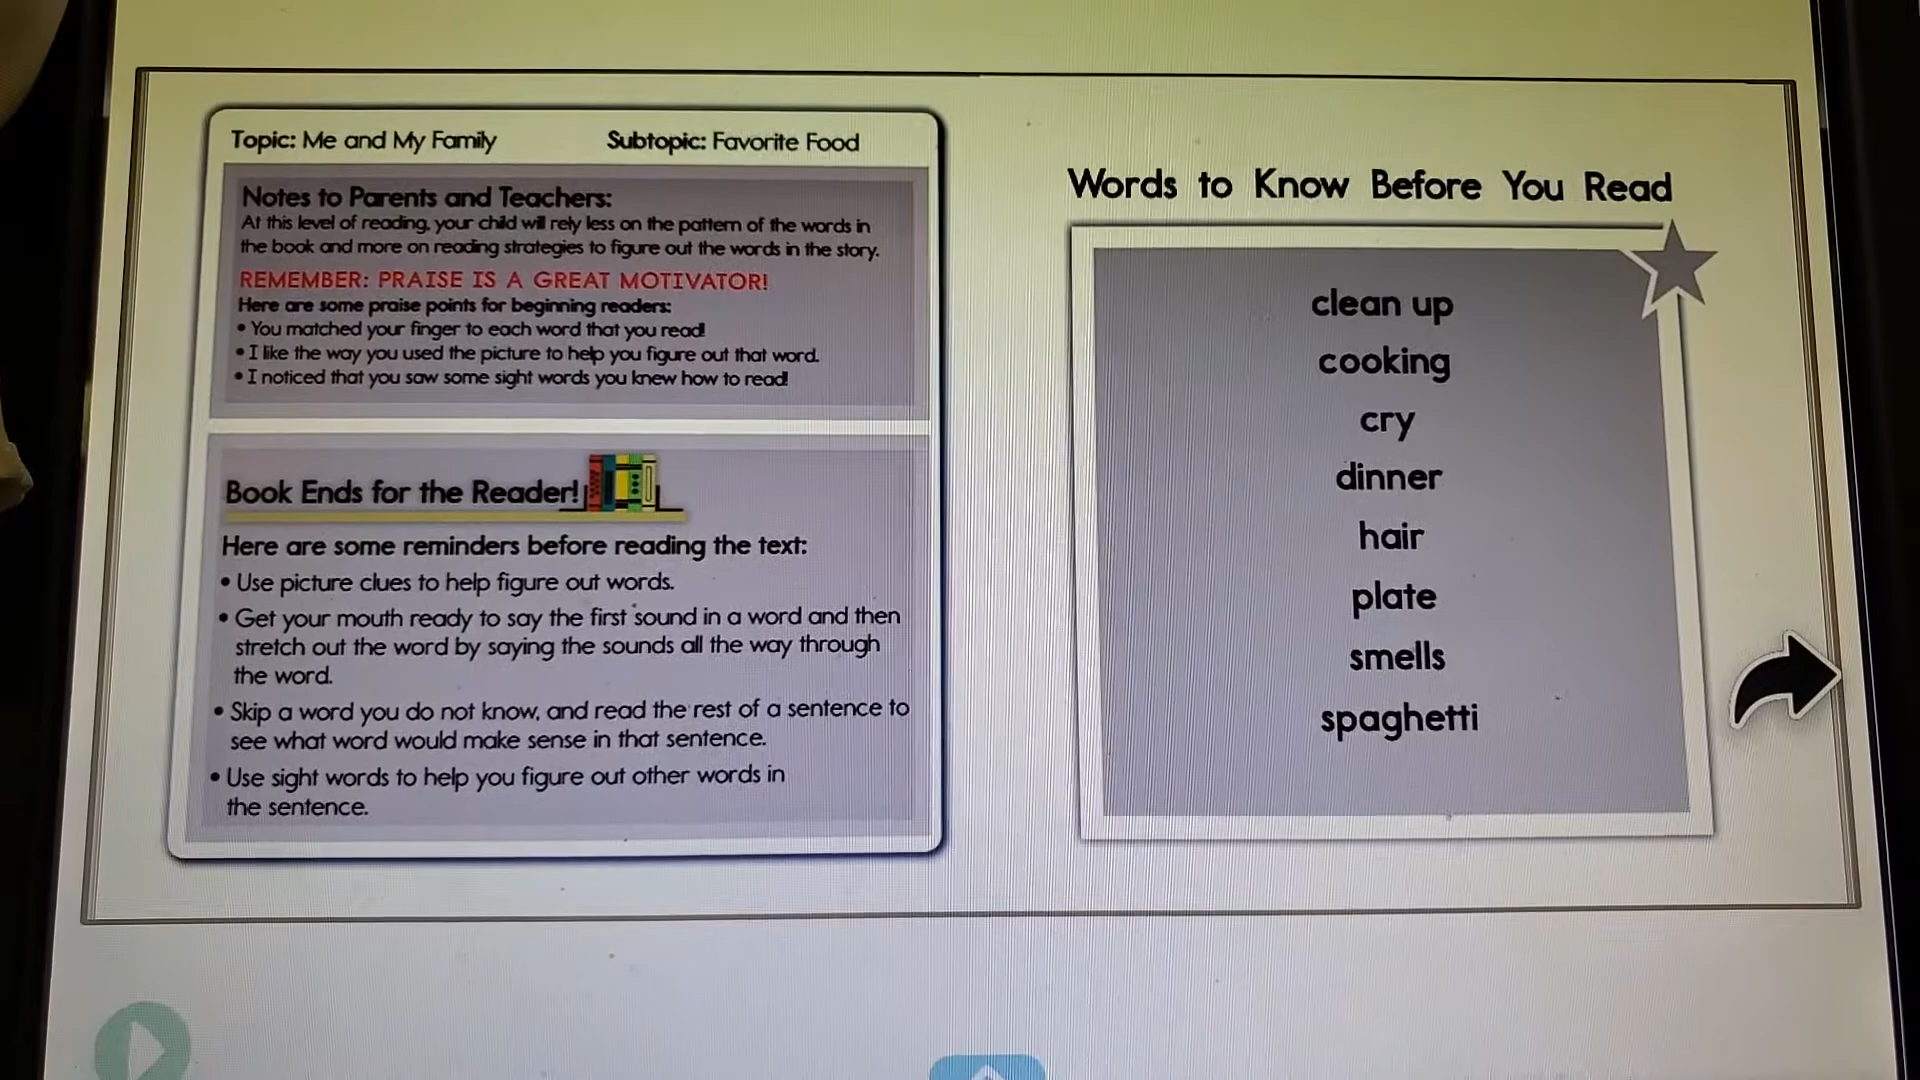 Topic: Me and My Family Subtopic: Favorite Food
Notes to Parents and Teachers:
At this level of reading, your child will rely less on the pattern of the words in
the book and more on reading strategies to figure out the words in the story.
REMEMBER: PRAISE IS A GREAT MOTIVATOR!
Here are some praise points for beginning readers:
• You matched your finger to each word that you read!
• I like the way you used the picture to help you figure out that word.
• I noticed that you saw some sight words you knew how to read!
Book Ends for the Reader!
Here are some reminders before reading the text:
• Use picture clues to help figure out words.
• Get your mouth ready to say the first sound in a word and then
stretch out the word by saying the sounds all the way through
the word.
• Skip a word you do not know, and read the rest of a sentence to
see what word would make sense in that sentence.
• Use sight words to help you figure out other words in
the sentence.
Words to Know Before You Read
clean up
cooking
cry
dinner
hair
plate
smells
spaghetti